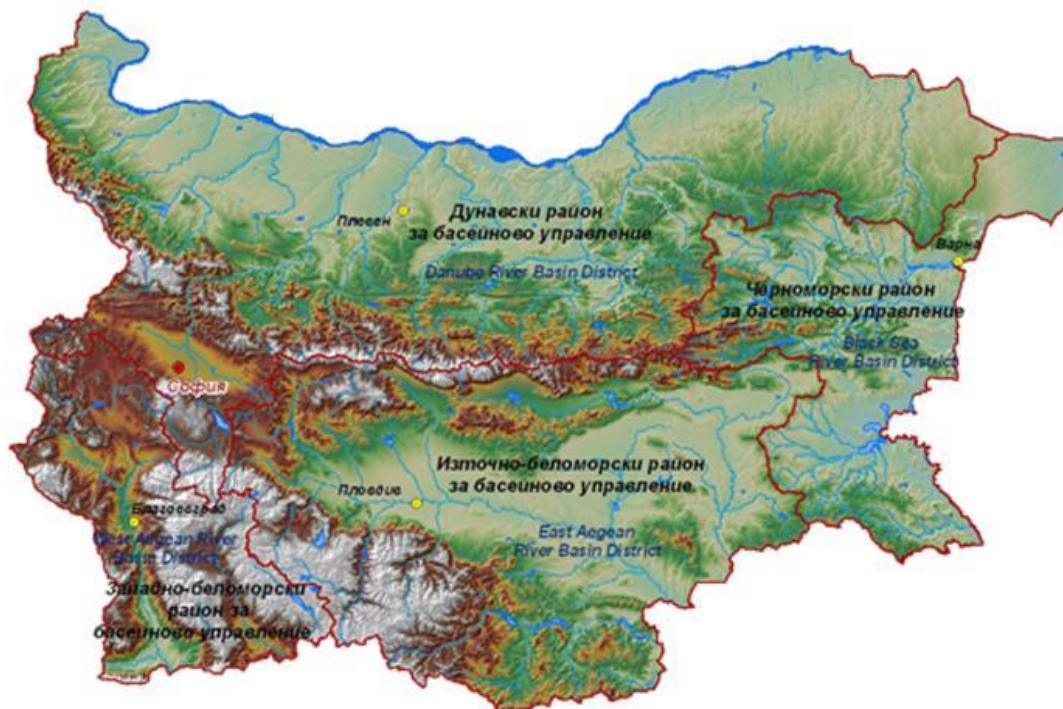 Плевен
Дунавски район
за басейново управление
Danube River Basin District
Варна
Черноморски район
за басейново управление
Black Sea
River Basin District
София
Източно-беломорски район
за басейново управление
Пловдив
East Aegean
River Basin District
Благоевград
West Aegean River
Basin District
Западно-беломорски
район за
басейново управление